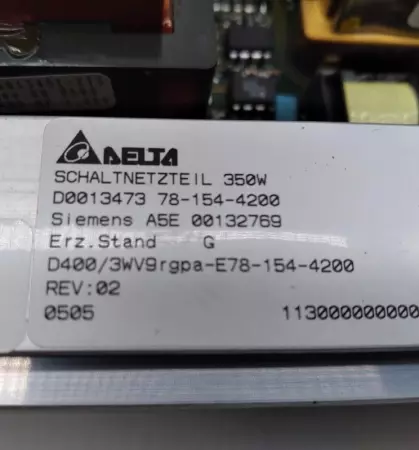 DELTA
SCHALTNETZTEIL 350W
D0013473 78-154-4200
Siemens A5E 00132769
Erz.Stand G
D400/3WV9rgpa-E78-154-4200
REV:02
0505 113000000000